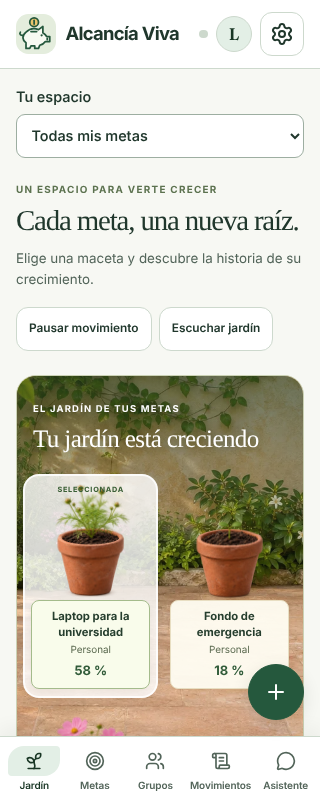 Alcancía Viva
L
Tu espacio
Todas mis metas
UN ESPACIO PARA VERTE CRECER
Cada meta, una nueva raíz.
Elige una maceta y descubre la historia de su
crecimiento.
Pausar movimiento
Escuchar jardín
EL JARDÍN DE TUS METAS
Tu jardín está creciendo
SELECCIONADA
Laptop para la
universidad
Personal
58 %
Fondo de
emergencia
Personal
18 %
Jardín
Metas
Grupos
Movimientos
Asistente